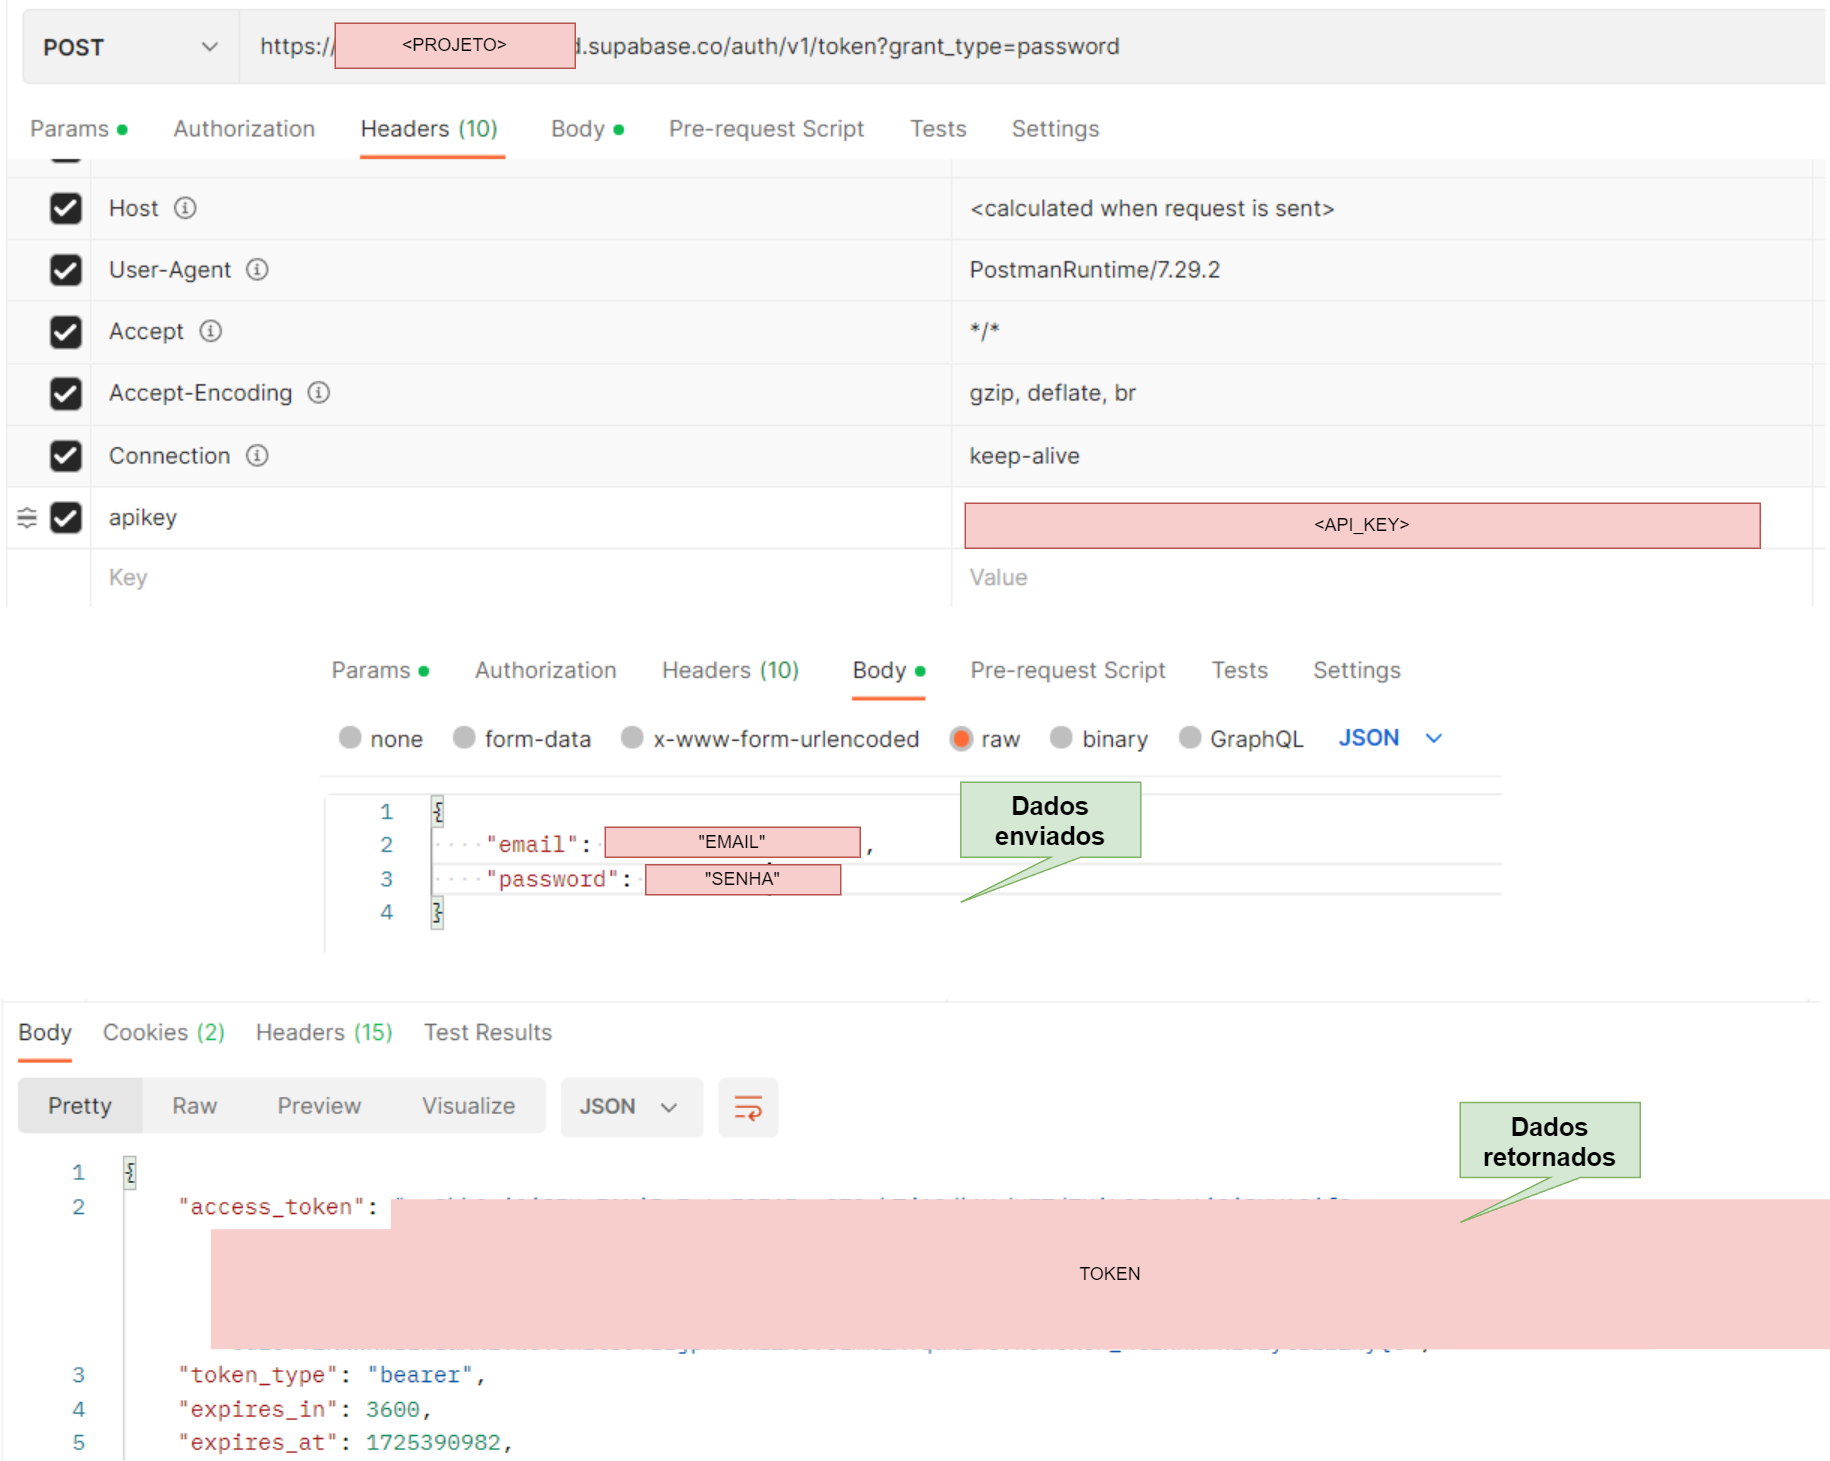 POST https:// <PROJETO> d.supabase.co/auth/v1/token?grant_type=password
Params Authorization Headers (10) Body Pre-request Script Tests Settings
Host <calculated when request is sent>
User-Agent PostmanRuntime/7.29.2
Accept */*
Accept-Encoding gzip, deflate, br
Connection keep-alive
apikey <API_KEY>
Key Value
Params Authorization Headers (10) Body Pre-request Script Tests Settings
none form-data x-www-form-urlencoded raw binary GraphQL JSON
Dados
enviados
1 {
2 "email": "EMAIL" ,
3 "password": "SENHA"
4 }
Body Cookies (2) Headers (15) Test Results
Pretty Raw Preview Visualize JSON
Dados
retornados
1 {
2 "access_token":
TOKEN
3 "token_type": "bearer",
4 "expires_in": 3600,
5 "expires_at": 1725390982,